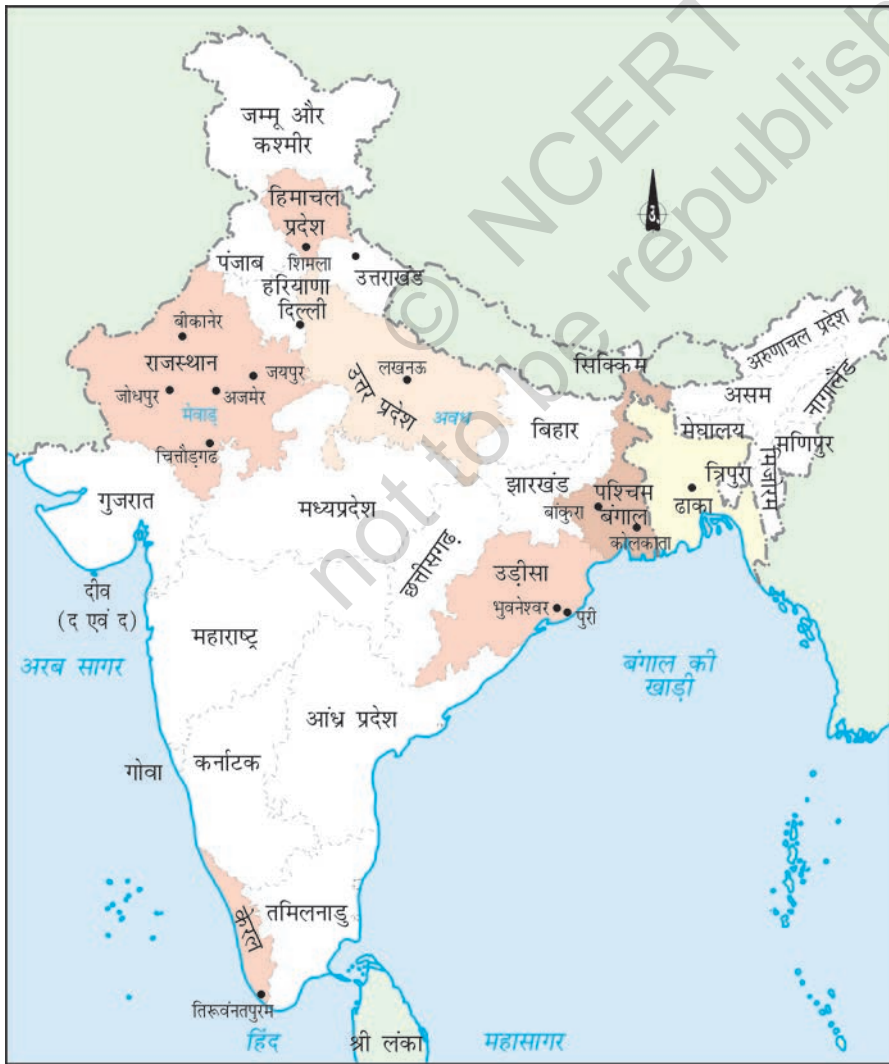 © NCERT
not to be republish
जम्मू और
कश्मीर
हिमाचल
प्रदेश
शिमला
पंजाब
उत्तराखंड
हरियाणा
दिल्ली
बीकानेर
राजस्थान
जयपुर
जोधपुर
अजमेर
मेवाड़
चित्तौड़गढ
लखनऊ
उत्तर प्रदेश
अवध
सिक्किम
अरुणाचल प्रदेश
असम
नागालैंड
मेघालय
मणिपुर
बिहार
त्रिपुरा
मिज़ोरम
झारखंड
पश्चिम
बंगाल
बांकुरा
ढाका
कोलकाता
गुजरात
मध्यप्रदेश
छत्तीसगढ़
उड़ीसा
भुवनेश्वर
पुरी
दीव
(द एवं द)
महाराष्ट्र
अरब सागर
बंगाल की
खाड़ी
आंध्र प्रदेश
गोवा
कर्नाटक
केरल
तमिलनाडु
तिरूवंनतपुरम
हिंद
श्री लंका
महासागर
उ.